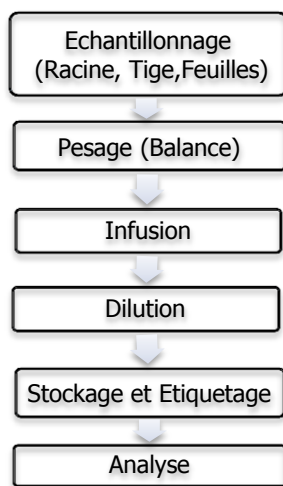 Echantillonnage
(Racine, Tige,Feuilles)
Pesage (Balance)
Infusion
Dilution
Stockage et Etiquetage
Analyse